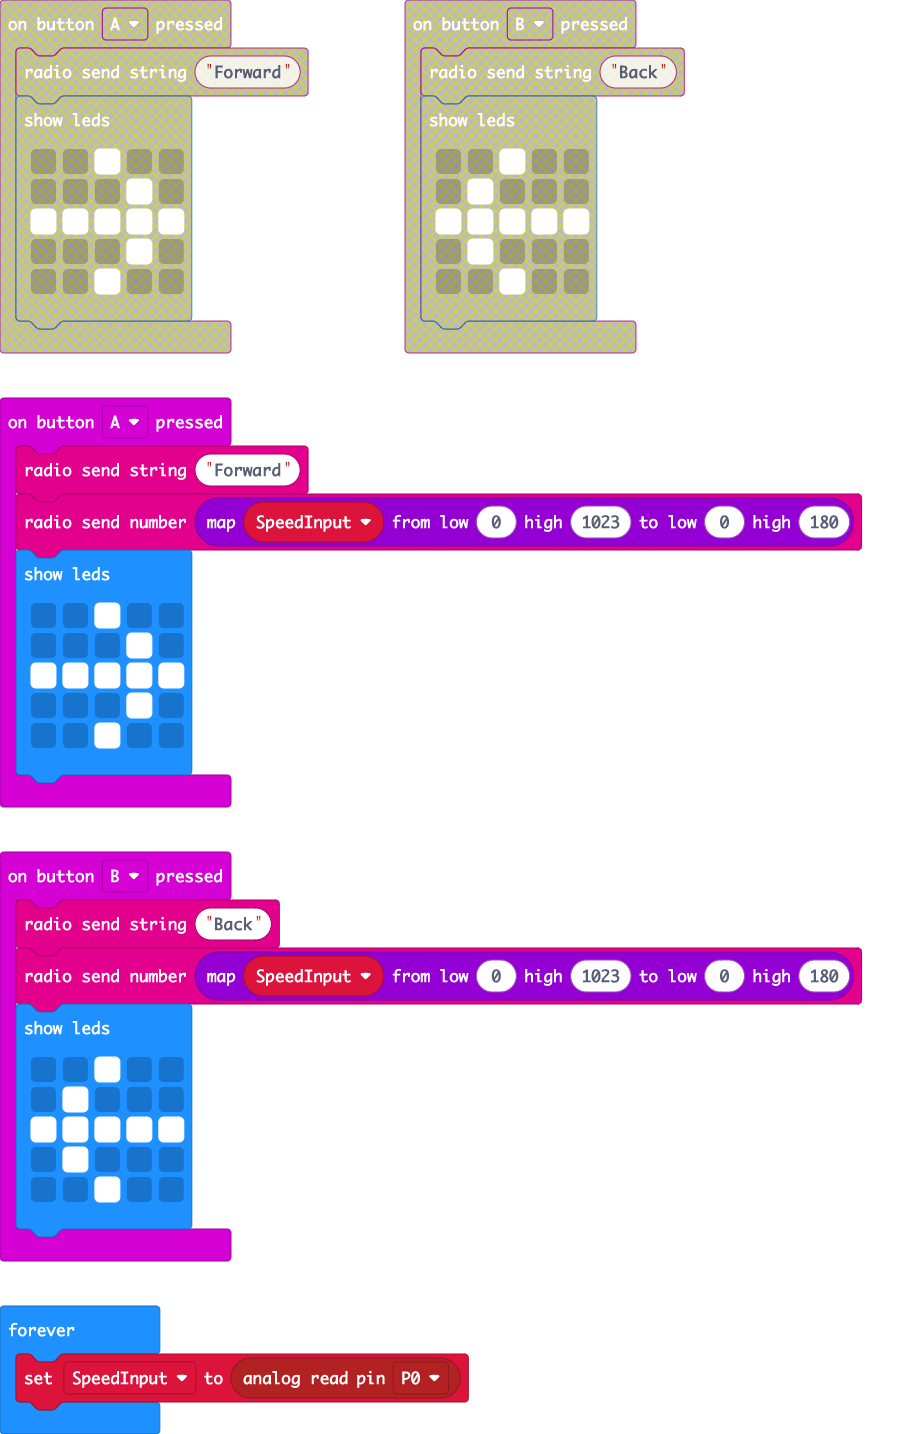 on button A pressed
radio send string "Forward"
show leds
on button B pressed
radio send string "Back"
show leds
on button A pressed
radio send string "Forward"
radio send number map SpeedInput from low 0 high 1023 to low 0 high 180
show leds
on button B pressed
radio send string "Back"
radio send number map SpeedInput from low 0 high 1023 to low 0 high 180
show leds
forever
set SpeedInput to analog read pin P0